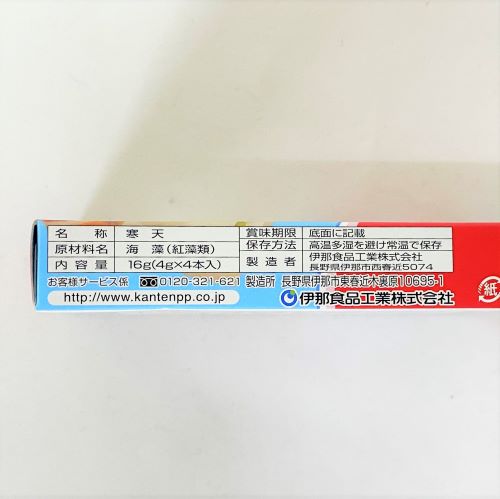 名称 寒天 賞味期限 底面に記載
原材料名 海藻(紅藻類) 保存方法 高温多湿を避け常温で保存
内容量 16g(4g×4本入) 製造者 伊那食品工業株式会社
長野県伊那市西春近5074
お客様サービス係 0120-321-621 製造所 長野県伊那市東春近木裏原10695-1
http://www.kantenpp.co.jp 伊那食品工業株式会社
紙